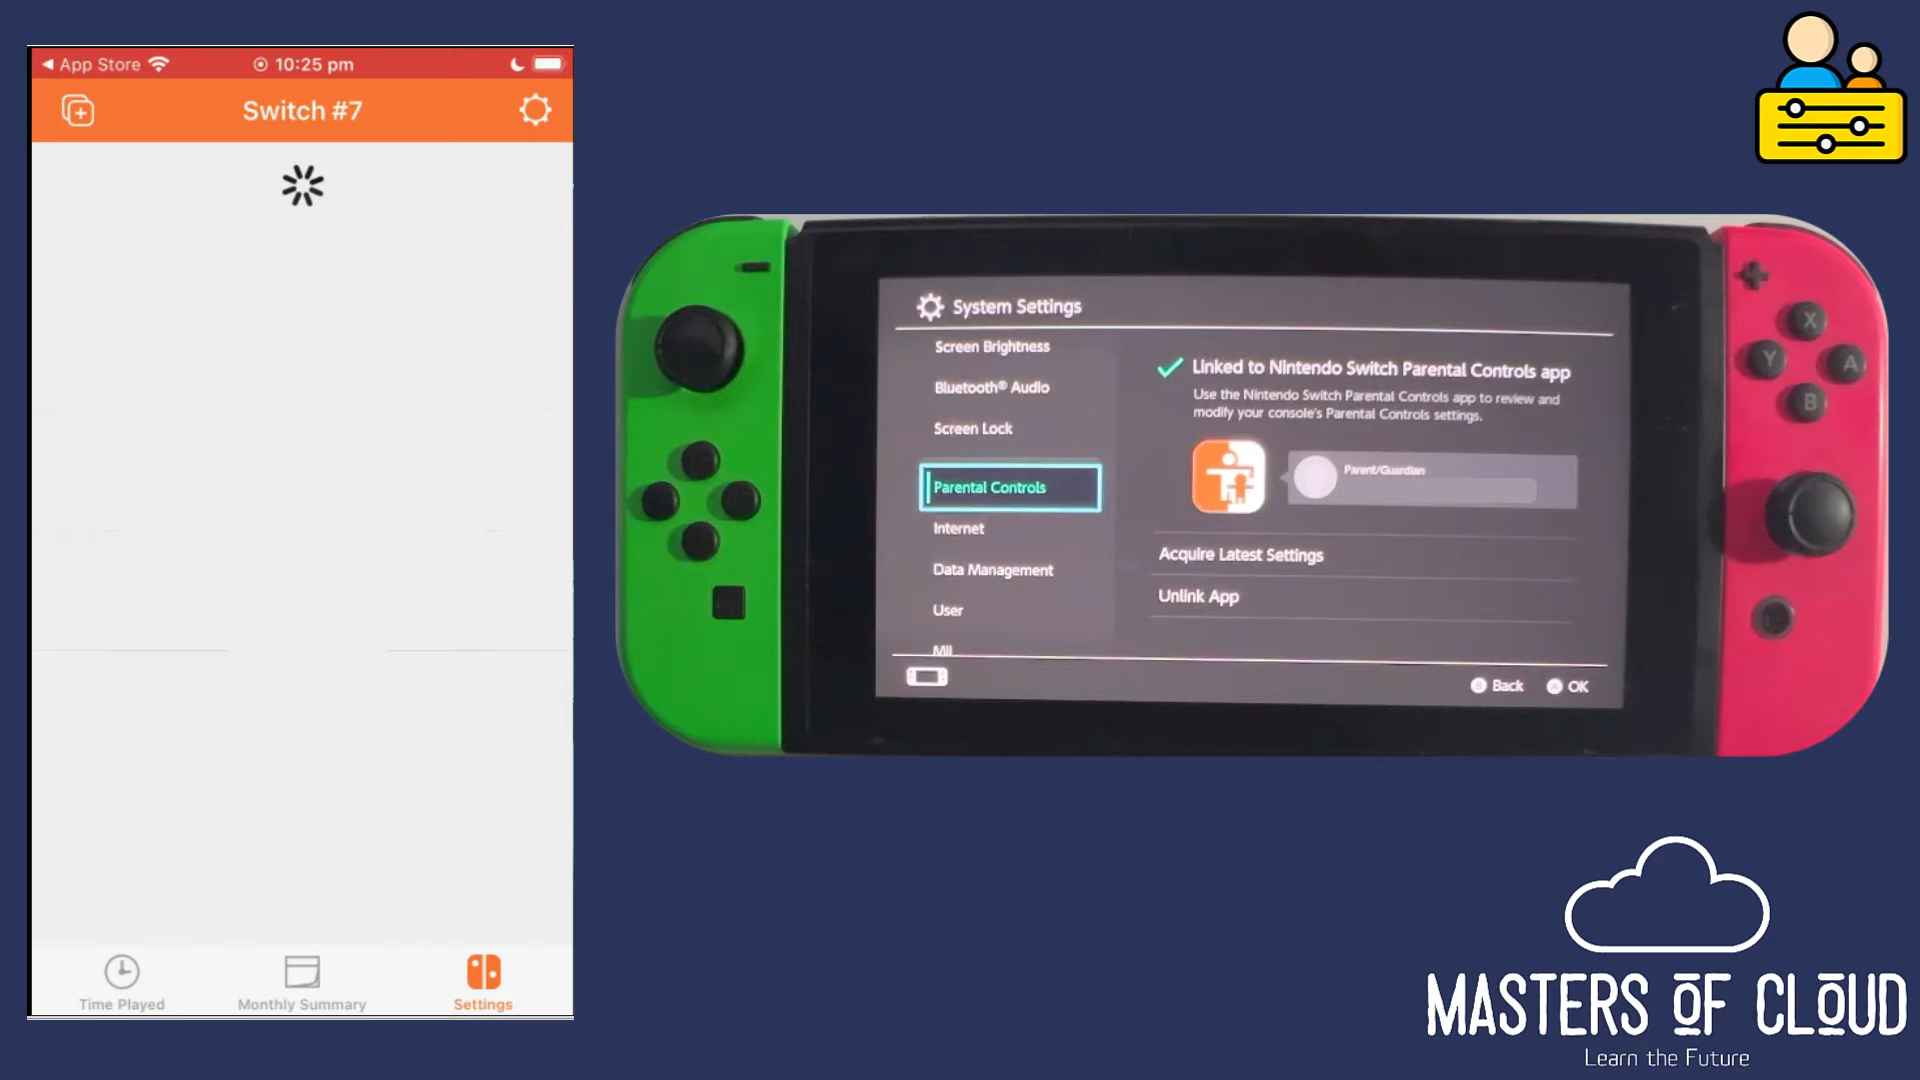 App Store
10:25 pm
Switch #7
Time Played
Monthly Summary
Settings
System Settings
Screen Brightness
Bluetooth® Audio
Screen Lock
Parental Controls
Internet
Data Management
User
Mii
Linked to Nintendo Switch Parental Controls app
Use the Nintendo Switch Parental Controls app to review and
modify your console's Parental Controls settings.
Parent/Guardian
Acquire Latest Settings
Unlink App
Back
OK
X
Y
A
B
MASTERS OF CLOUD
Learn the Future